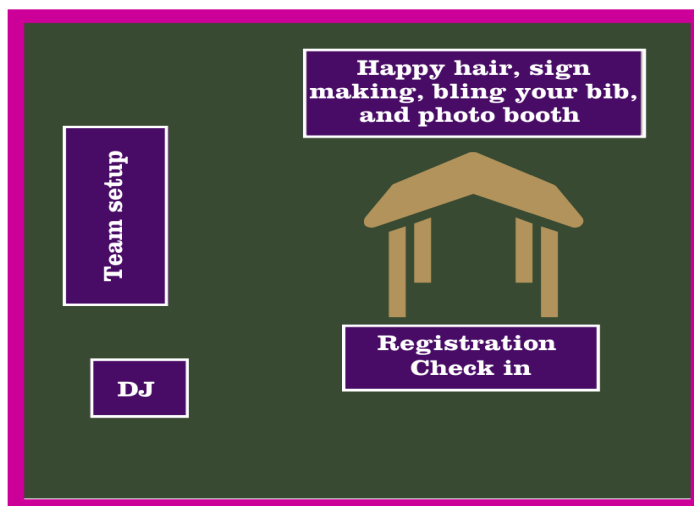 Happy hair, sign
making, bling your bib,
and photo booth
Team setup
Registration
Check in
DJ